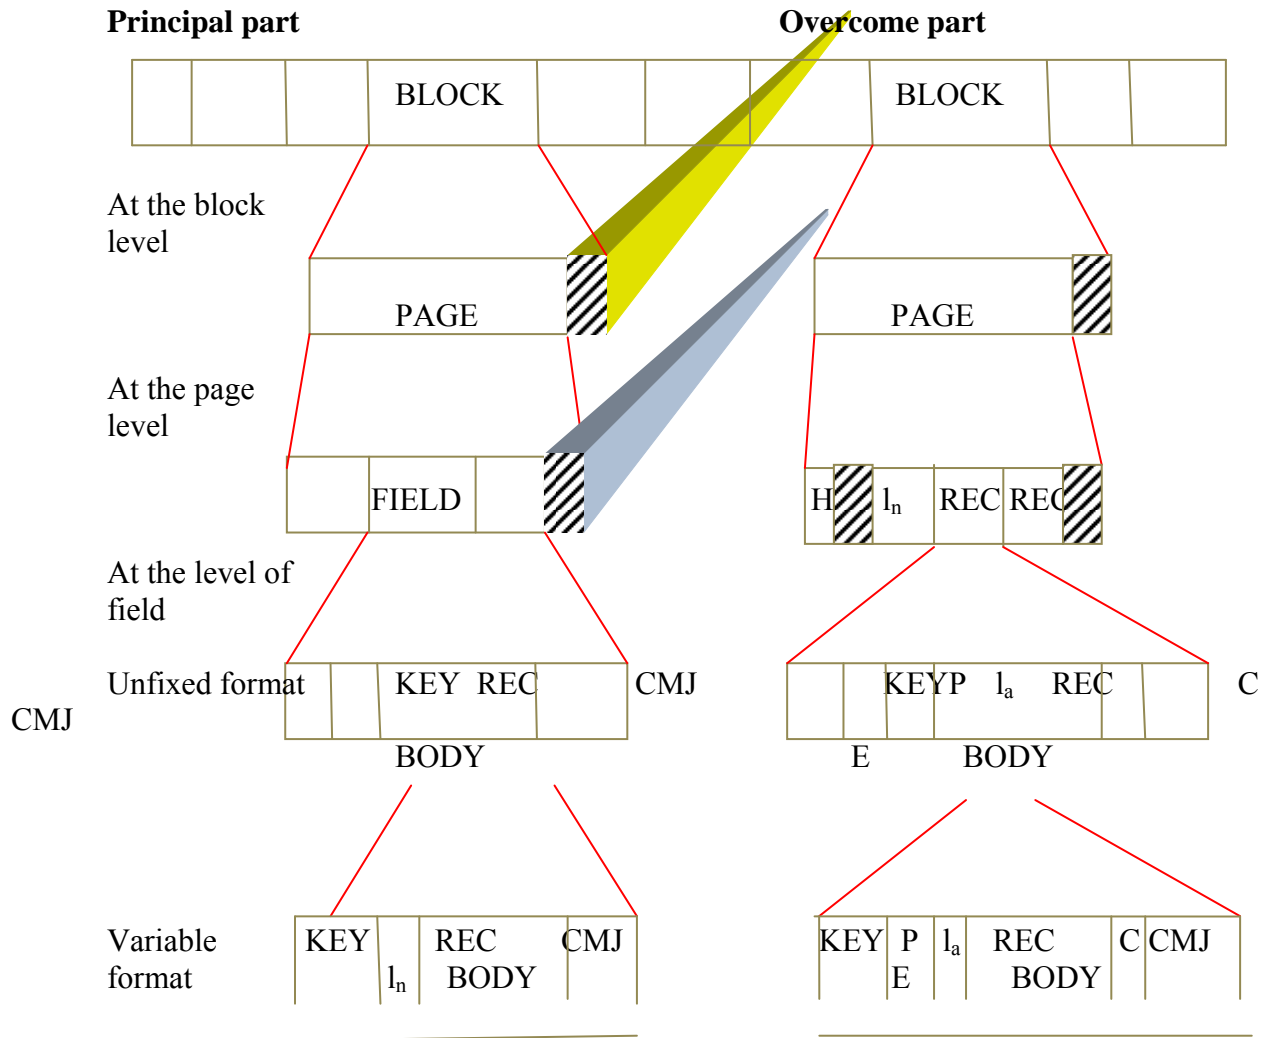 Principal part Overcome part
BLOCK BLOCK
At the block
level
PAGE PAGE
At the page
level
FIELD H lₙ REC REC
At the level of
field
Unfixed format KEY REC CMJ KEYP lₐ REC C
CMJ
BODY E BODY
Variable KEY REC CMJ KEY P lₐ REC C CMJ
format lₙ BODY E BODY